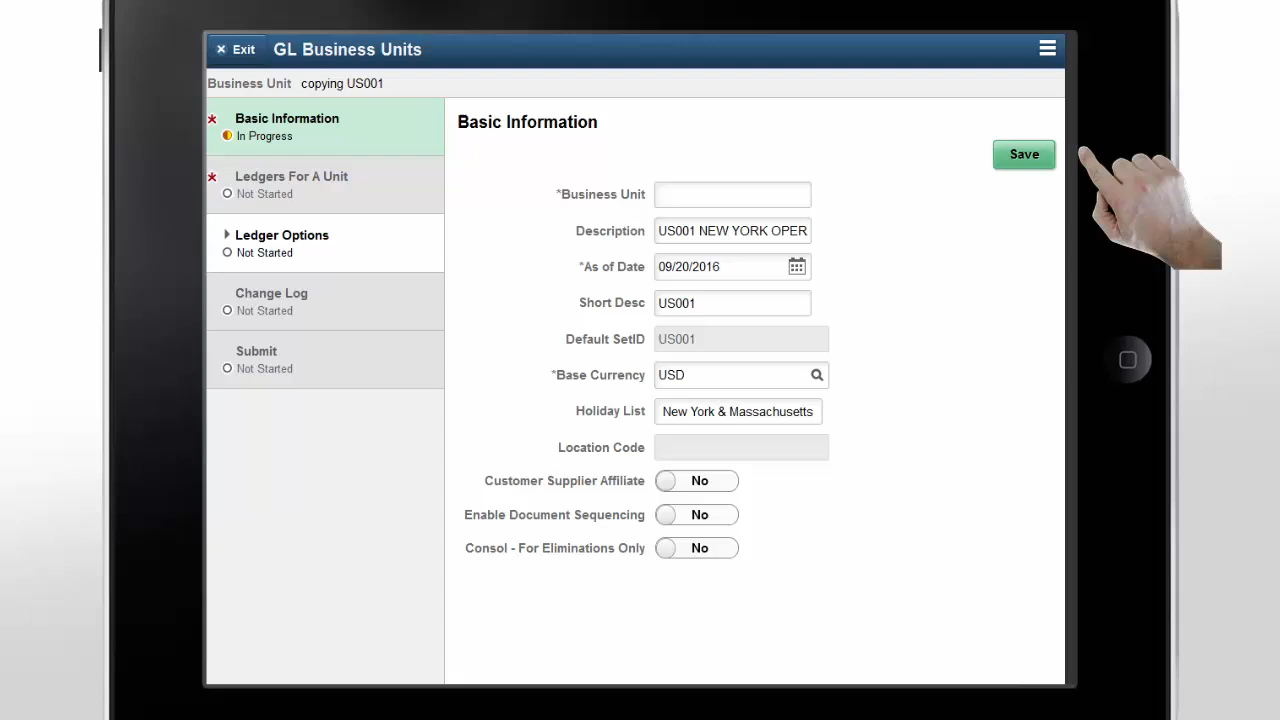 Exit
GL Business Units
Business Unit copying US001
Basic Information
In Progress
Ledgers For A Unit
Not Started
Ledger Options
Not Started
Change Log
Not Started
Submit
Not Started
Basic Information
Save
*Business Unit
Description US001 NEW YORK OPER
*As of Date 09/20/2016
Short Desc US001
Default SetID US001
*Base Currency USD
Holiday List New York & Massachusetts
Location Code
Customer Supplier Affiliate No
Enable Document Sequencing No
Consol - For Eliminations Only No